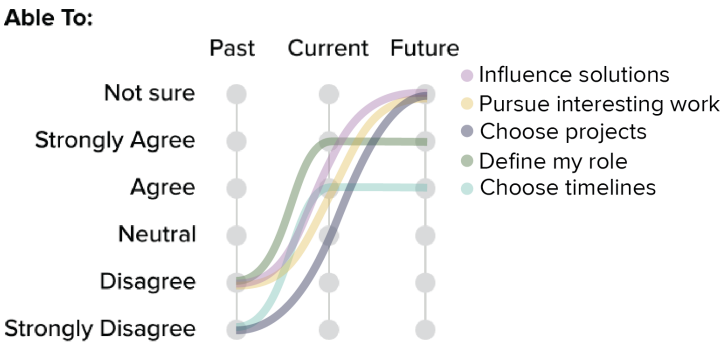 Able To:
Past Current Future
Not sure
Strongly Agree
Agree
Neutral
Disagree
Strongly Disagree
Influence solutions
Pursue interesting work
Choose projects
Define my role
Choose timelines